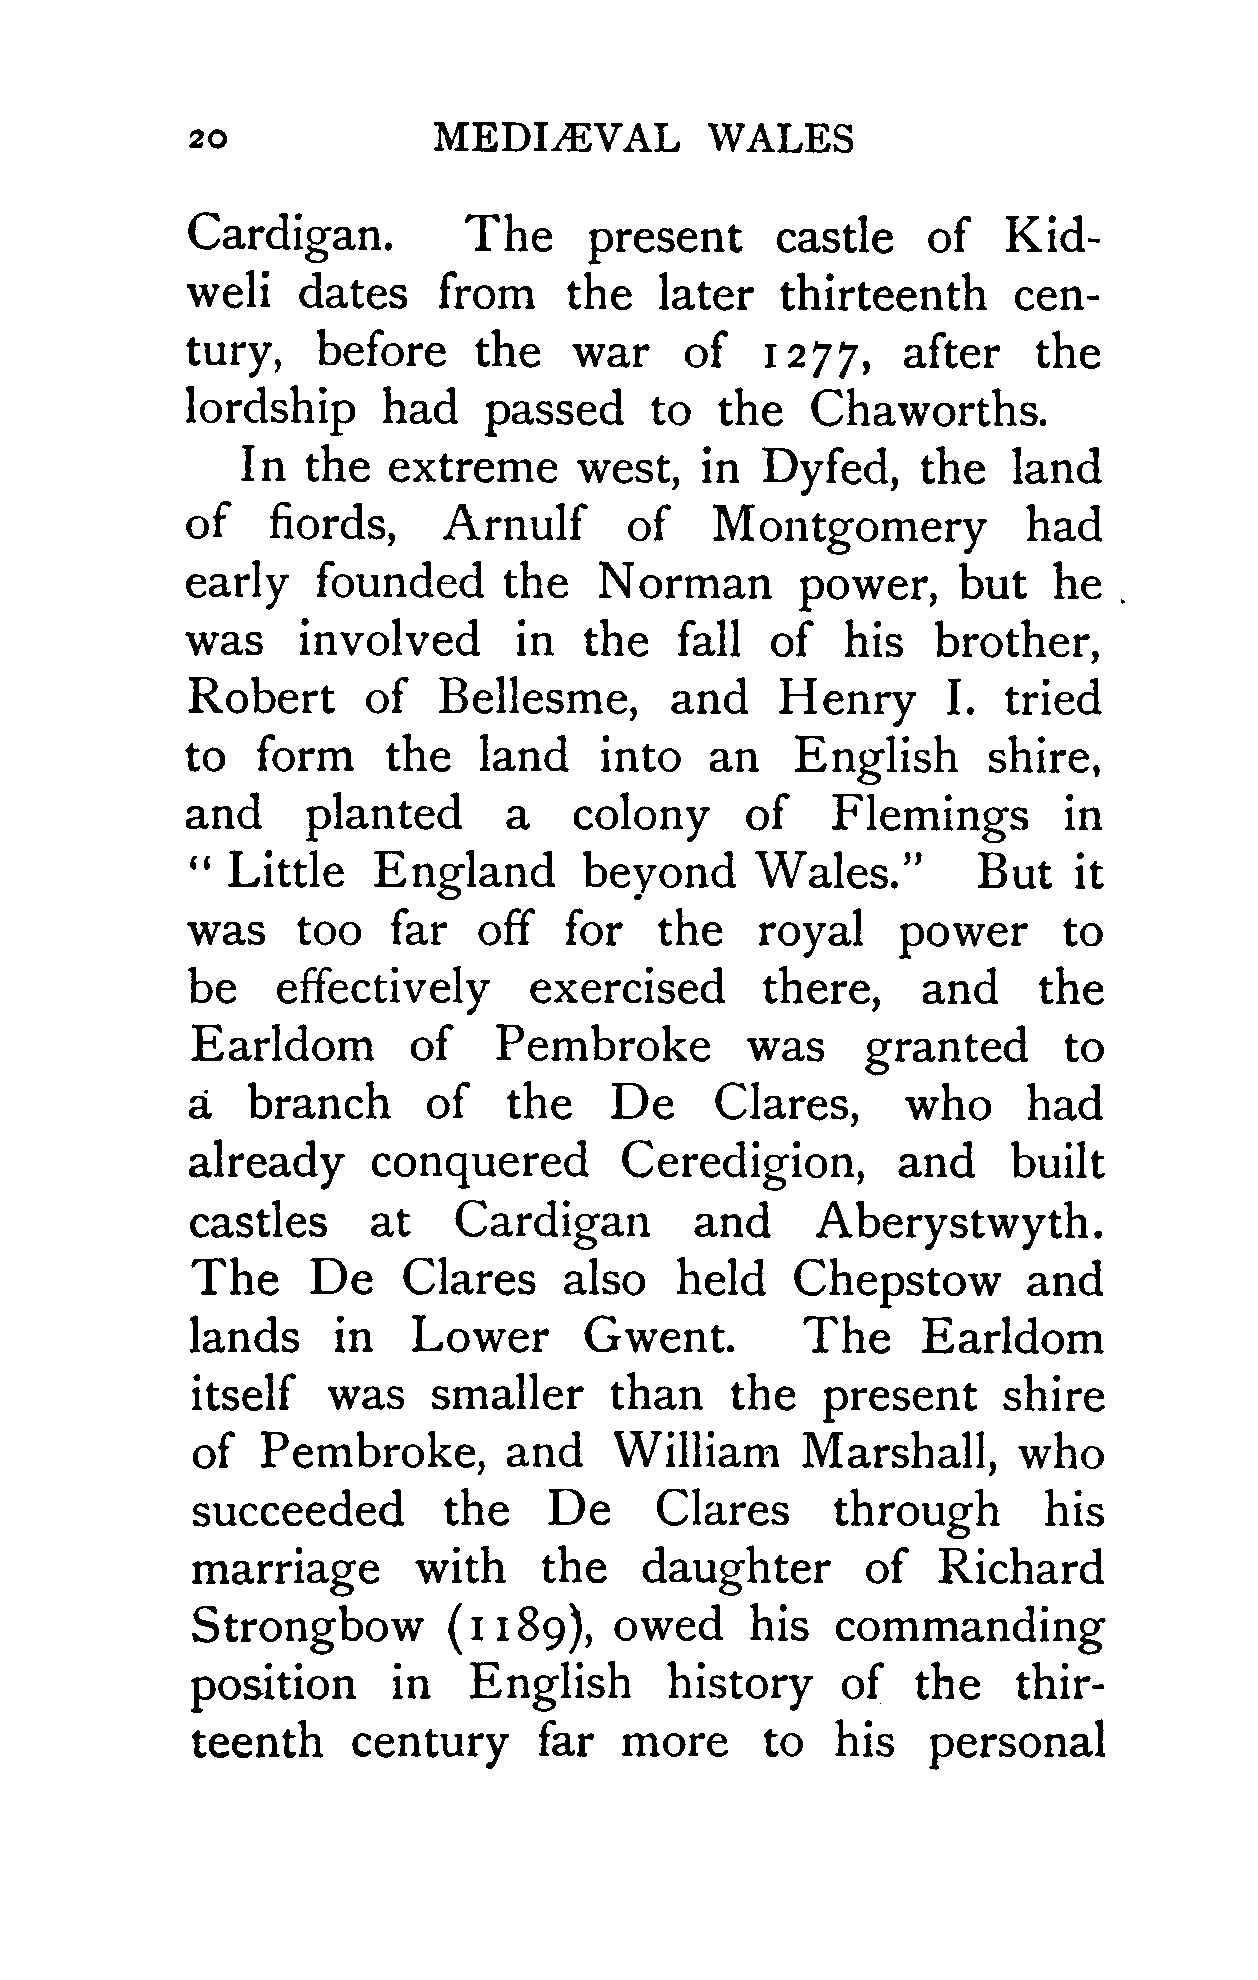 20 MEDIÆVAL WALES
Cardigan. The present castle of Kid-
weli dates from the later thirteenth cen-
tury, before the war of 1277, after the
lordship had passed to the Chaworths.
In the extreme west, in Dyfed, the land
of fiords, Arnulf of Montgomery had
early founded the Norman power, but he
was involved in the fall of his brother,
Robert of Bellesme, and Henry I. tried
to form the land into an English shire,
and planted a colony of Flemings in
" Little England beyond Wales." But it
was too far off for the royal power to
be effectively exercised there, and the
Earldom of Pembroke was granted to
a branch of the De Clares, who had
already conquered Ceredigion, and built
castles at Cardigan and Aberystwyth.
The De Clares also held Chepstow and
lands in Lower Gwent. The Earldom
itself was smaller than the present shire
of Pembroke, and William Marshall, who
succeeded the De Clares through his
marriage with the daughter of Richard
Strongbow (1189), owed his commanding
position in English history of the thir-
teenth century far more to his personal